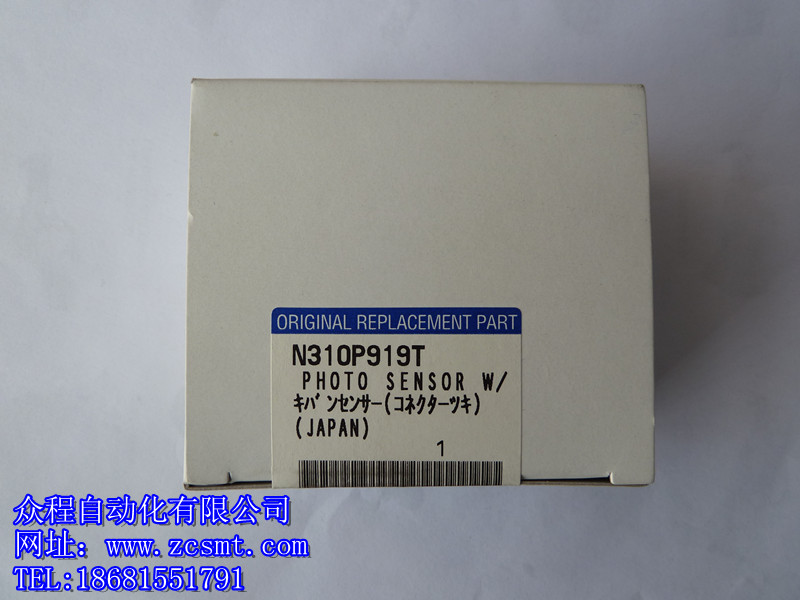 ORIGINAL REPLACEMENT PART
N310P919T
PHOTO SENSOR W/
ｷﾊﾞﾝｾﾝｻｰ(ｺﾈｸﾀｰﾂｷ)
(JAPAN)
1
众程自动化有限公司
网址：www.zcsmt.com
TEL:18681551791